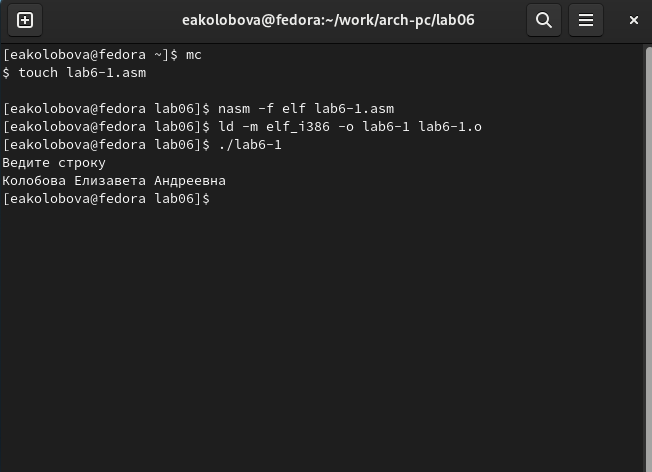 eakolobova@fedora:~/work/arch-pc/lab06
[eakolobova@fedora ~]$ mc
$ touch lab6-1.asm
[eakolobova@fedora lab06]$ nasm -f elf lab6-1.asm
[eakolobova@fedora lab06]$ ld -m elf_i386 -o lab6-1 lab6-1.o
[eakolobova@fedora lab06]$ ./lab6-1
Ведите строку
Колобова Елизавета Андреевна
[eakolobova@fedora lab06]$